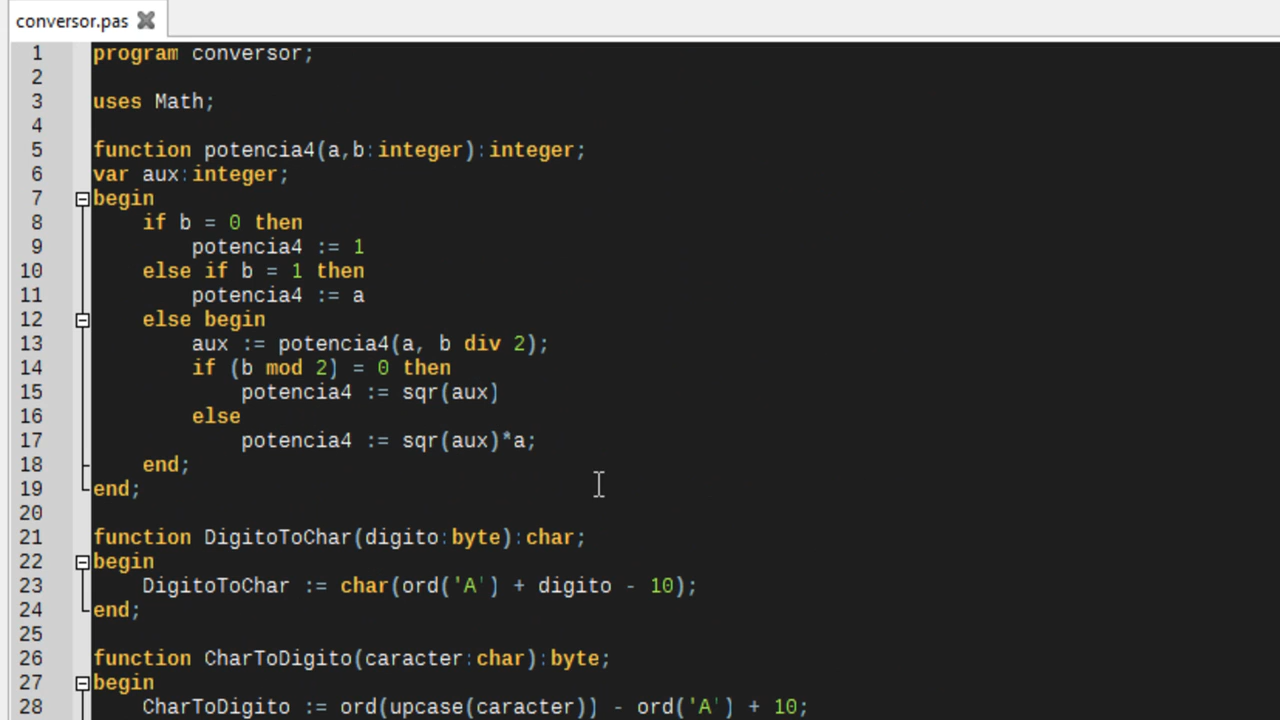 conversor.pas
1 program conversor;
2
3 uses Math;
4
5 function potencia4(a,b:integer):integer;
6 var aux:integer;
7 begin
8     if b = 0 then
9         potencia4 := 1
10     else if b = 1 then
11         potencia4 := a
12     else begin
13         aux := potencia4(a, b div 2);
14         if (b mod 2) = 0 then
15             potencia4 := sqr(aux)
16         else
17             potencia4 := sqr(aux)*a;
18     end;
19 end;
20
21 function DigitoToChar(digito:byte):char;
22 begin
23     DigitoToChar := char(ord('A') + digito - 10);
24 end;
25
26 function CharToDigito(caracter:char):byte;
27 begin
28     CharToDigito := ord(upcase(caracter)) - ord('A') + 10;